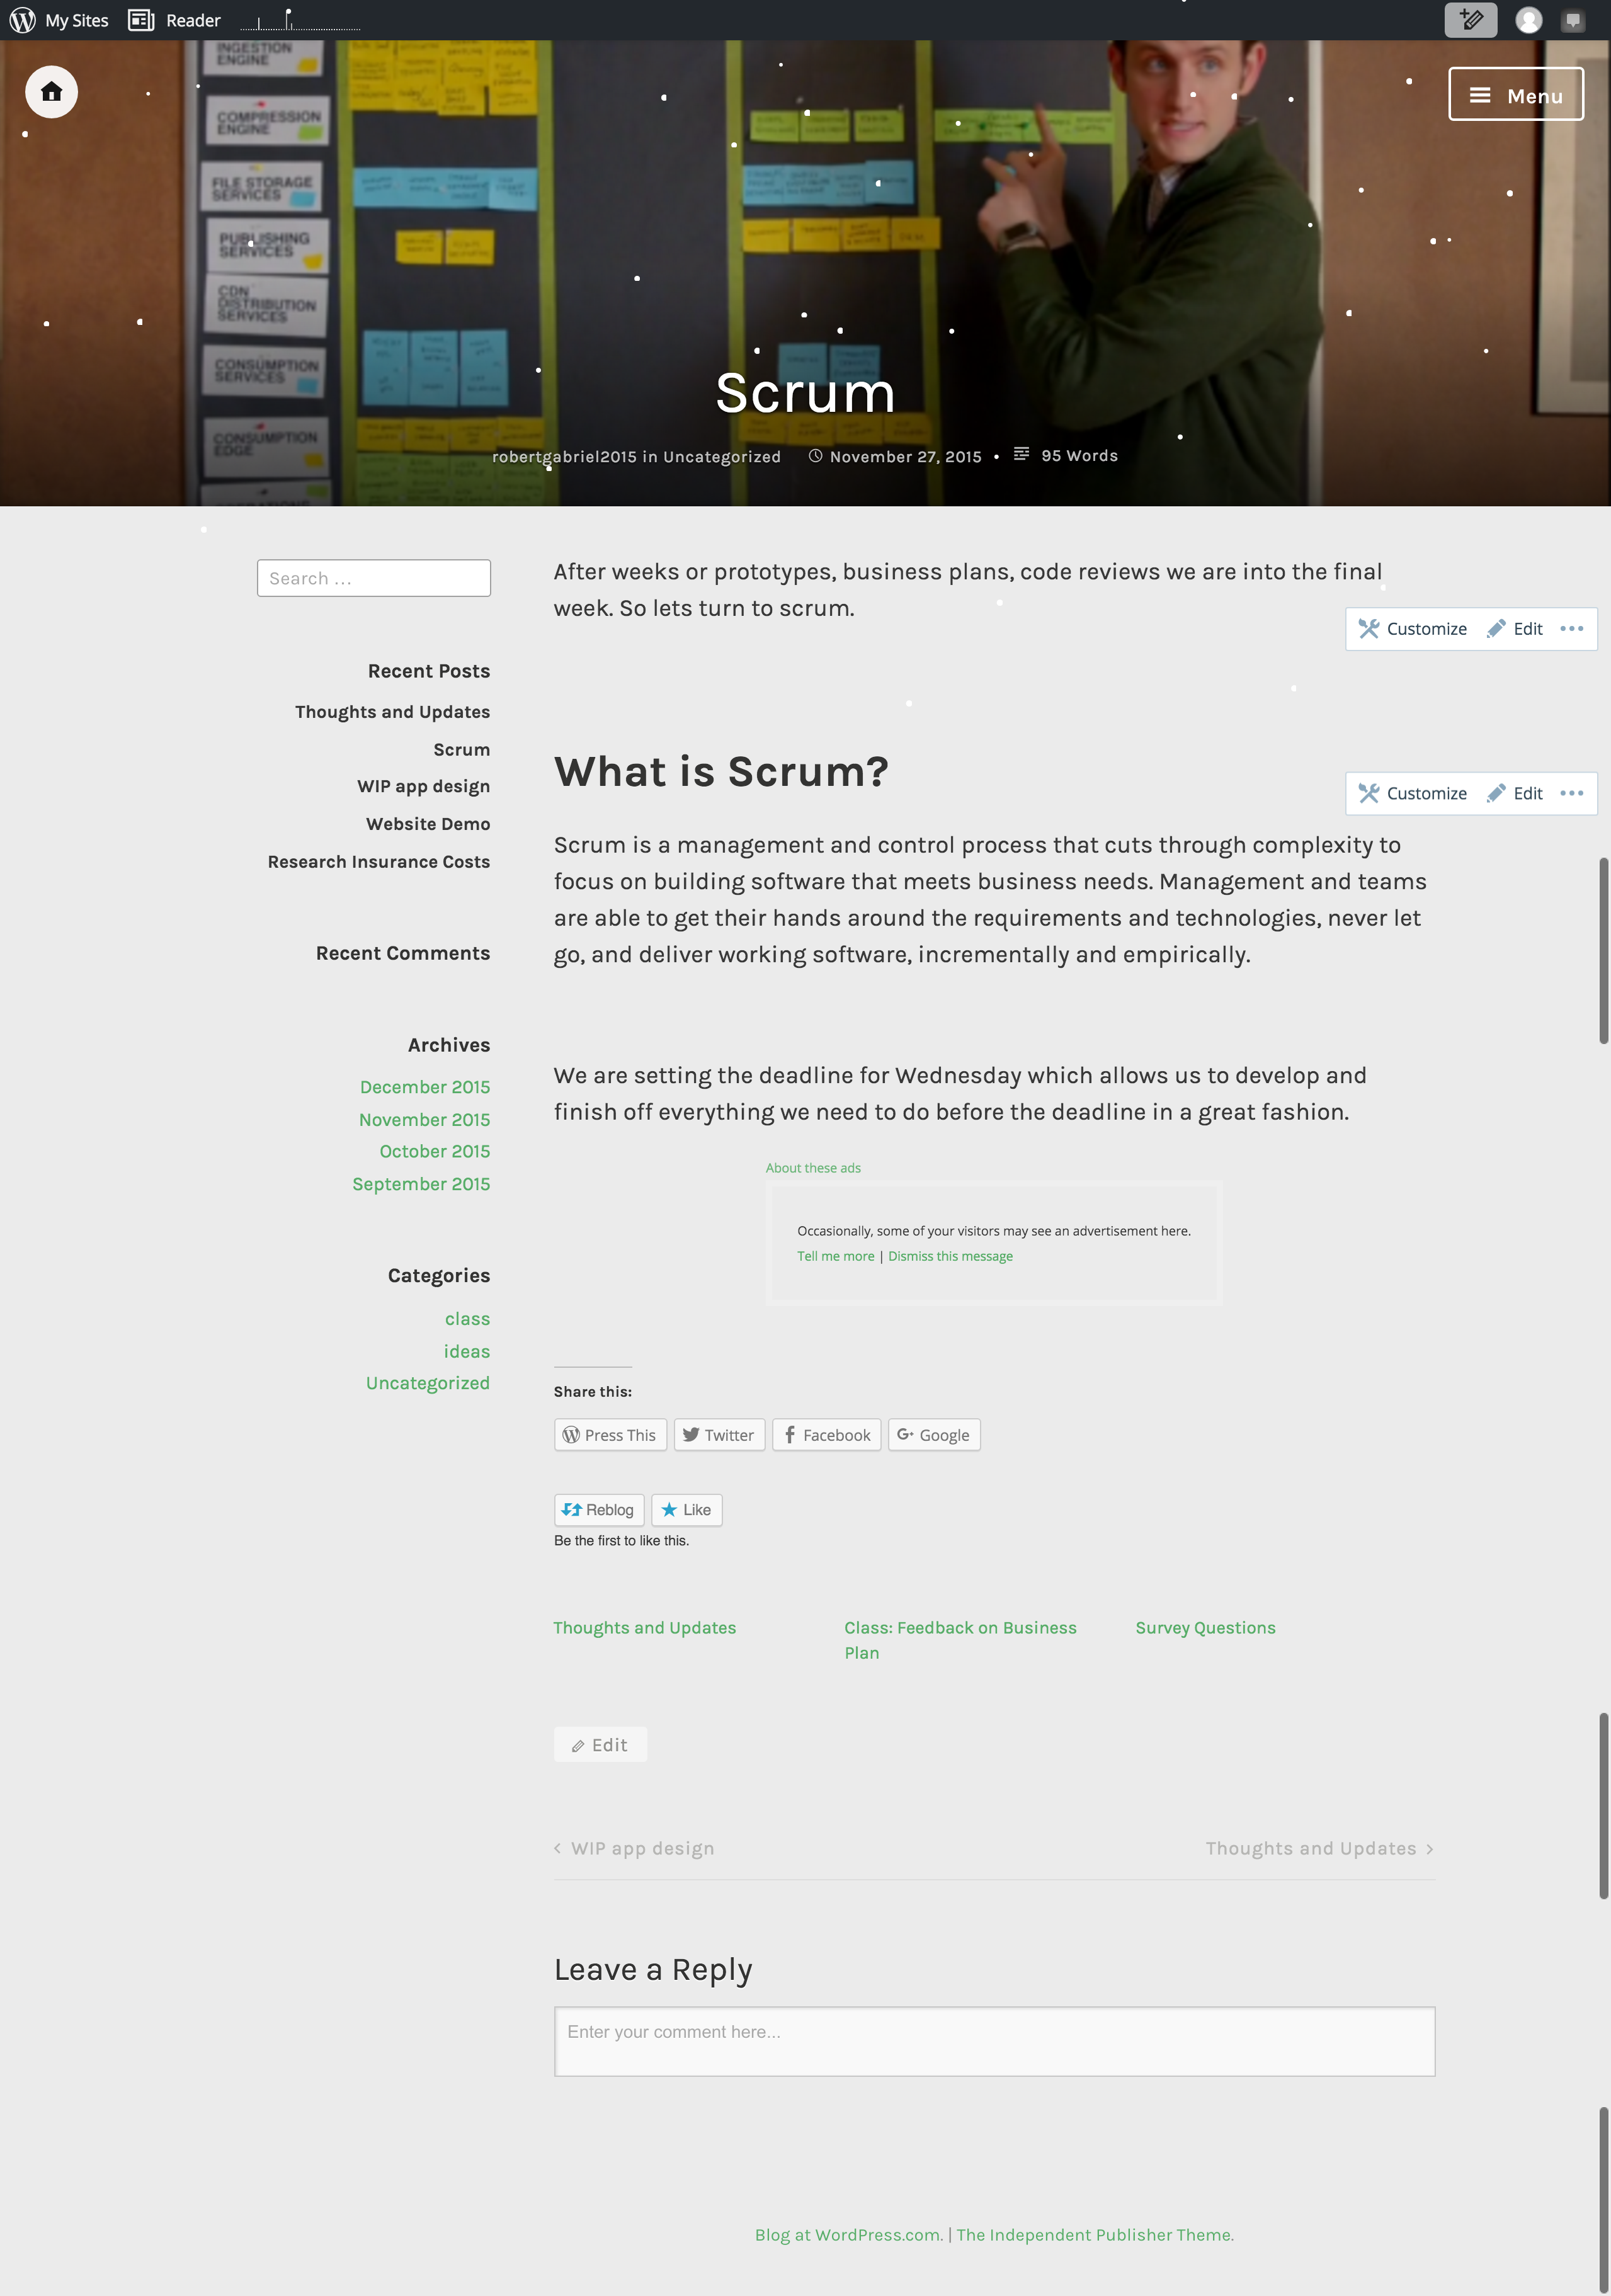 My Sites Reader
Menu
INGESTION
ENGINE
COMPRESSION
ENGINE
FILE STORAGE
SERVICES
PUBLISHING
SERVICES
CDN
DISTRIBUTION
SERVICES
CONSUMPTION
SERVICES
CONSUMPTION
EDGE
Scrum
robertgabriel2015 in Uncategorized November 27, 2015 • 95 Words
Search ...
Recent Posts
Thoughts and Updates
Scrum
WIP app design
Website Demo
Research Insurance Costs
Recent Comments
Archives
December 2015
November 2015
October 2015
September 2015
Categories
class
ideas
Uncategorized
After weeks or prototypes, business plans, code reviews we are into the final
week. So lets turn to scrum.
Customize Edit
What is Scrum?
Customize Edit
Scrum is a management and control process that cuts through complexity to
focus on building software that meets business needs. Management and teams
are able to get their hands around the requirements and technologies, never let
go, and deliver working software, incrementally and empirically.
We are setting the deadline for Wednesday which allows us to develop and
finish off everything we need to do before the deadline in a great fashion.
About these ads
Occasionally, some of your visitors may see an advertisement here.
Tell me more | Dismiss this message
Share this:
Press This Twitter Facebook Google
Reblog Like
Be the first to like this.
Thoughts and Updates Class: Feedback on Business Survey Questions
Plan
Edit
WIP app design Thoughts and Updates
Leave a Reply
Enter your comment here...
Blog at WordPress.com. | The Independent Publisher Theme.